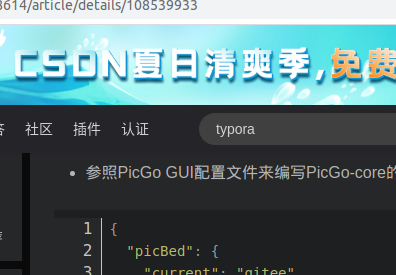 3614/article/details/108539933
CSDN夏日清爽季,免费
答 社区 插件 认证
typora
参照PicGo GUI配置文件来编写PicGo-core的
1 {
2 "picBed": {
3 "current": "gitee"